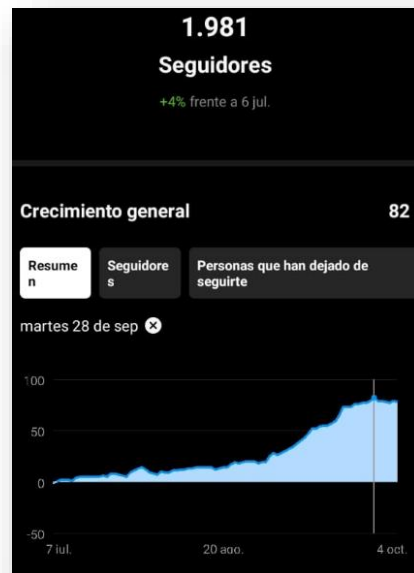 1.981
Seguidores
+4% frente a 6 jul.
Crecimiento general 82
Resume
n
Seguidore
s
Personas que han dejado de
seguirte
martes 28 de sep
100
50
0
-50
7 jul. 20 ago. 4 oct.